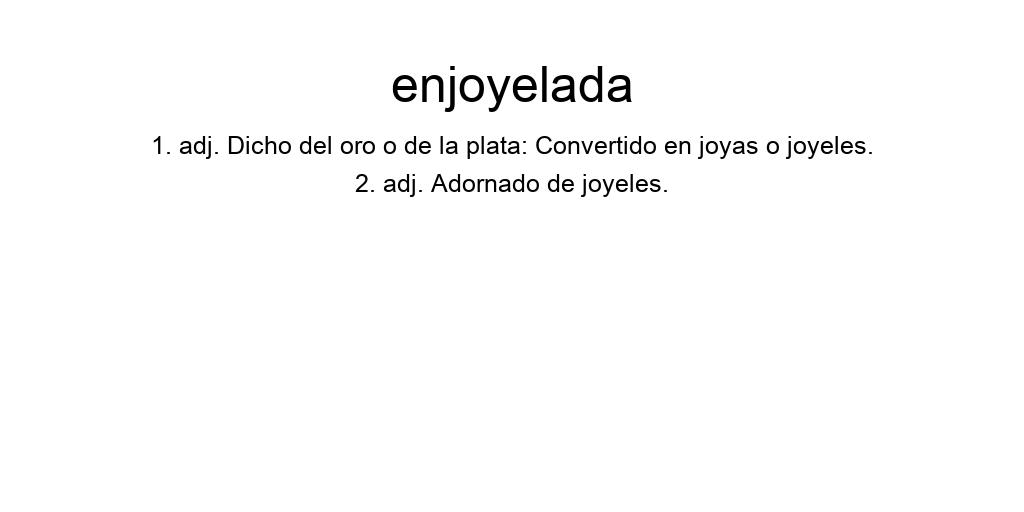 enjoyelada
1. adj. Dicho del oro o de la plata: Convertido en joyas o joyeles.
2. adj. Adornado de joyeles.